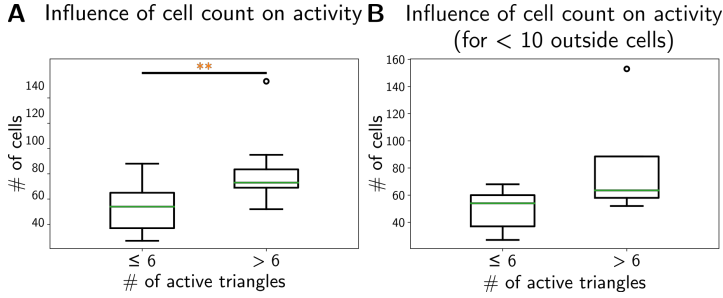 A Influence of cell count on activity
# of cells
140
120
100
80
60
40
**
≤ 6
> 6
# of active triangles
B Influence of cell count on activity
(for < 10 outside cells)
# of cells
160
140
120
100
80
60
40
≤ 6
> 6
# of active triangles